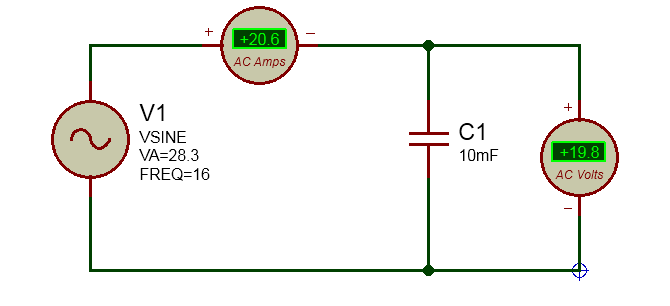 +20.6
AC Amps
V1
VSINE
VA=28.3
FREQ=16
C1
10mF
+19.8
AC Volts